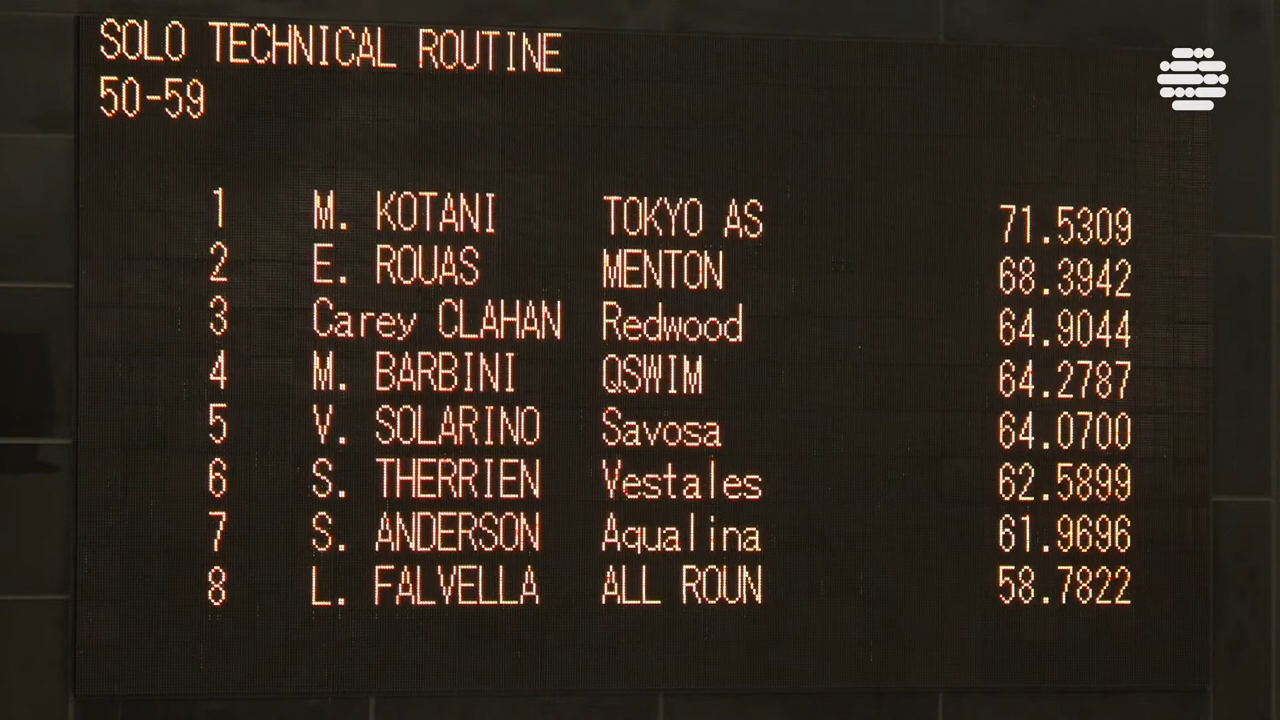 SOLO TECHNICAL ROUTINE
50-59
1 M. KOTANI TOKYO AS 71.5309
2 E. ROUAS MENTON 68.3942
3 Carey CLAHAN Redwood 64.9044
4 M. BARBINI QSWIM 64.2787
5 V. SOLARINO Savosa 64.0700
6 S. THERRIEN Vestales 62.5899
7 S. ANDERSON Aqualina 61.9696
8 L. FALVELLA ALL ROUN 58.7822